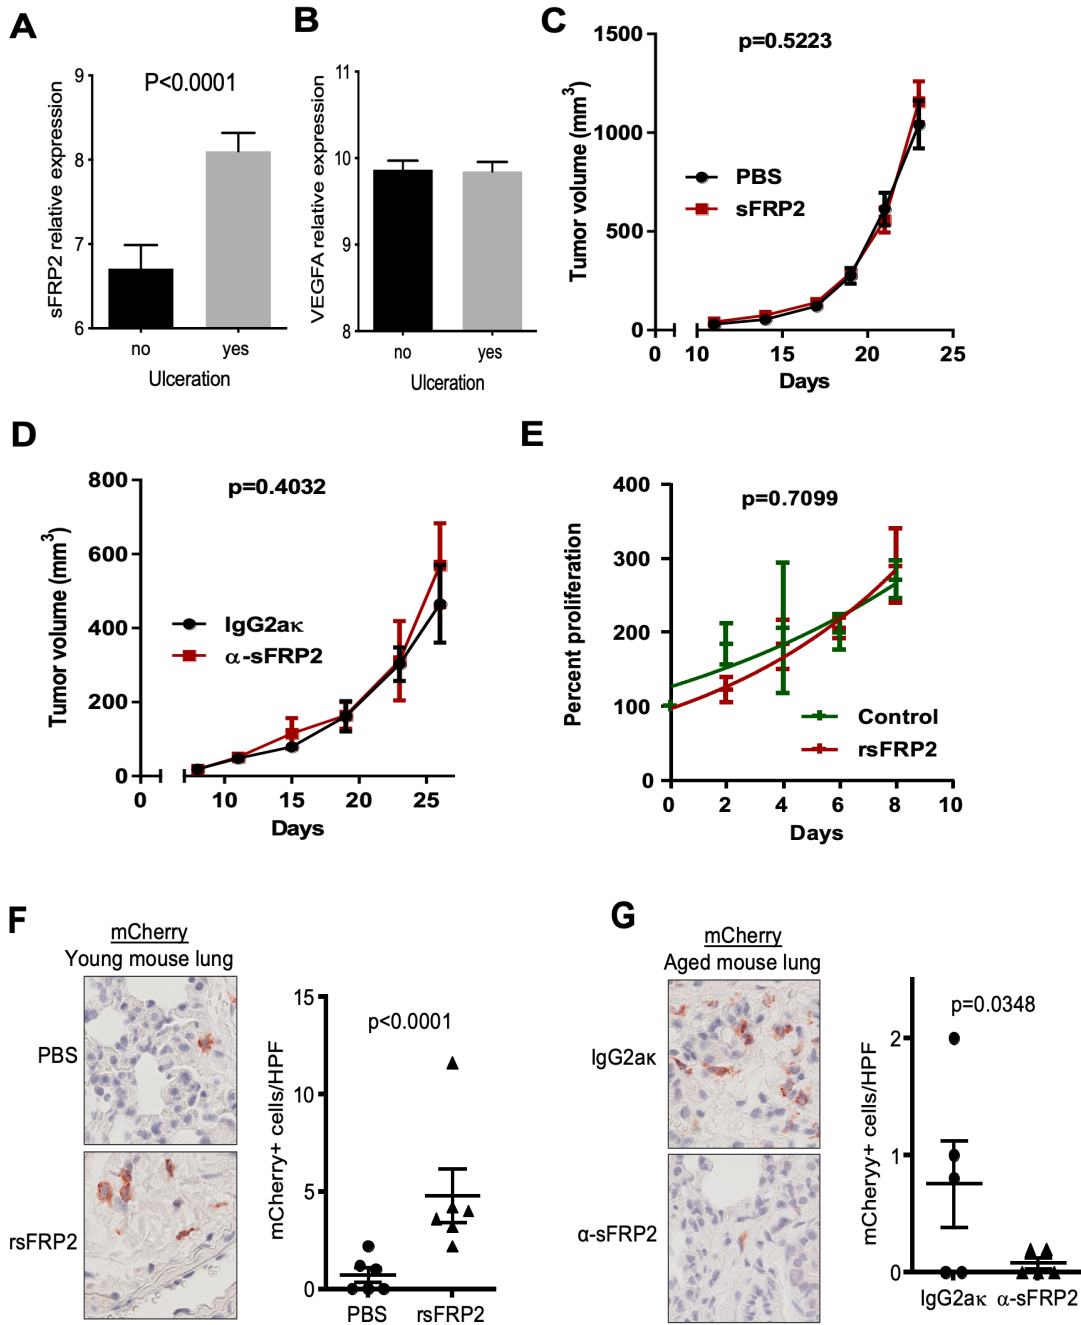 A
P<0.0001
sFRP2 relative expression
9
8
7
6
no
yes
Ulceration
B
VEGFA relative expression
11
10
9
8
no
yes
Ulceration
C
p=0.5223
Tumor volume (mm3)
1500
1000
500
0
PBS
sFRP2
0
10
15
20
25
Days
D
p=0.4032
Tumor volume (mm3)
800
600
400
200
0
IgG2aκ
α-sFRP2
0
10
15
20
25
Days
E
p=0.7099
Percent proliferation
400
300
200
100
0
Control
rsFRP2
0
2
4
6
8
10
Days
F
mCherry
Young mouse lung
PBS
rsFRP2
mCherry+ cells/HPF
15
10
5
0
p<0.0001
PBS
rsFRP2
G
mCherry
Aged mouse lung
IgG2aκ
α-sFRP2
mCherry+ cells/HPF
2
1
0
p=0.0348
IgG2aκ
α-sFRP2